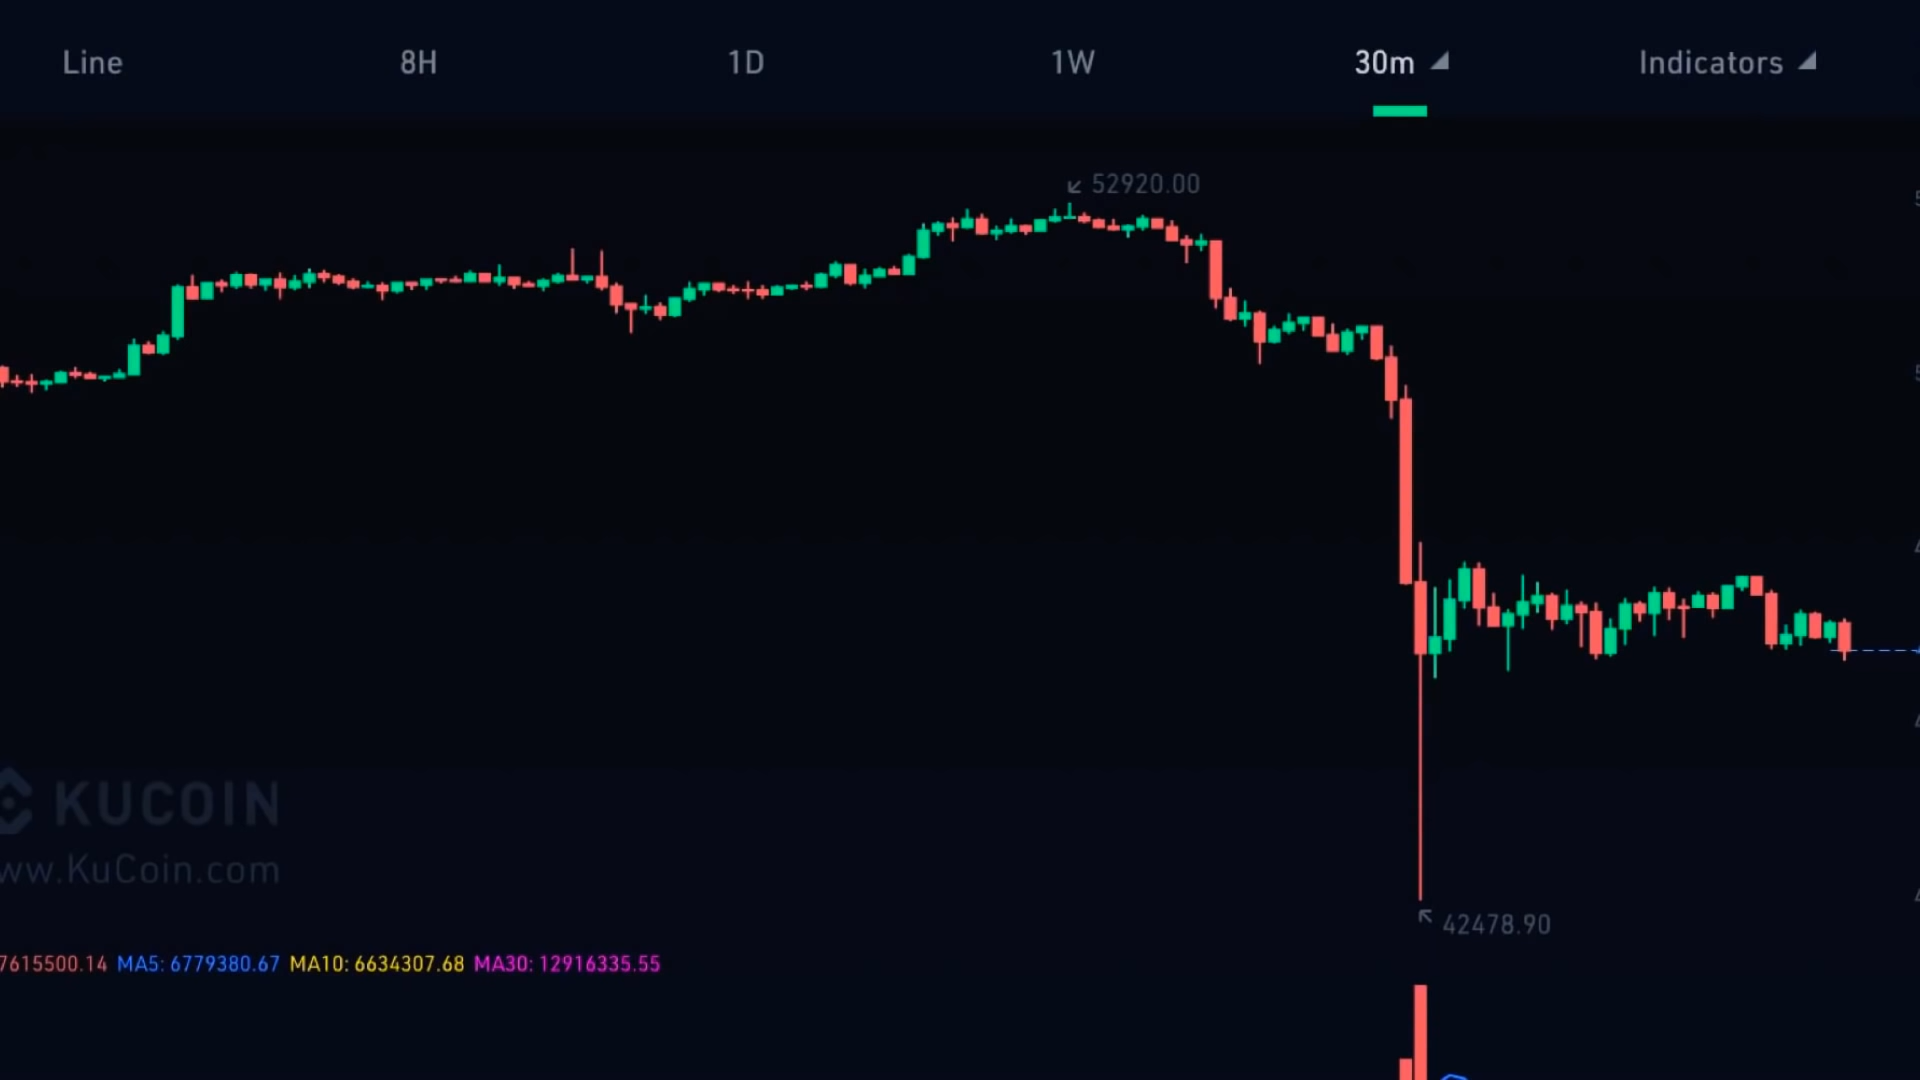 Line 8H 1D 1W 30m Indicators
52920.00
KUCOIN
ww.KuCoin.com
42478.90
7615500.14 MA5: 6779380.67 MA10: 6634307.68 MA30: 12916335.55